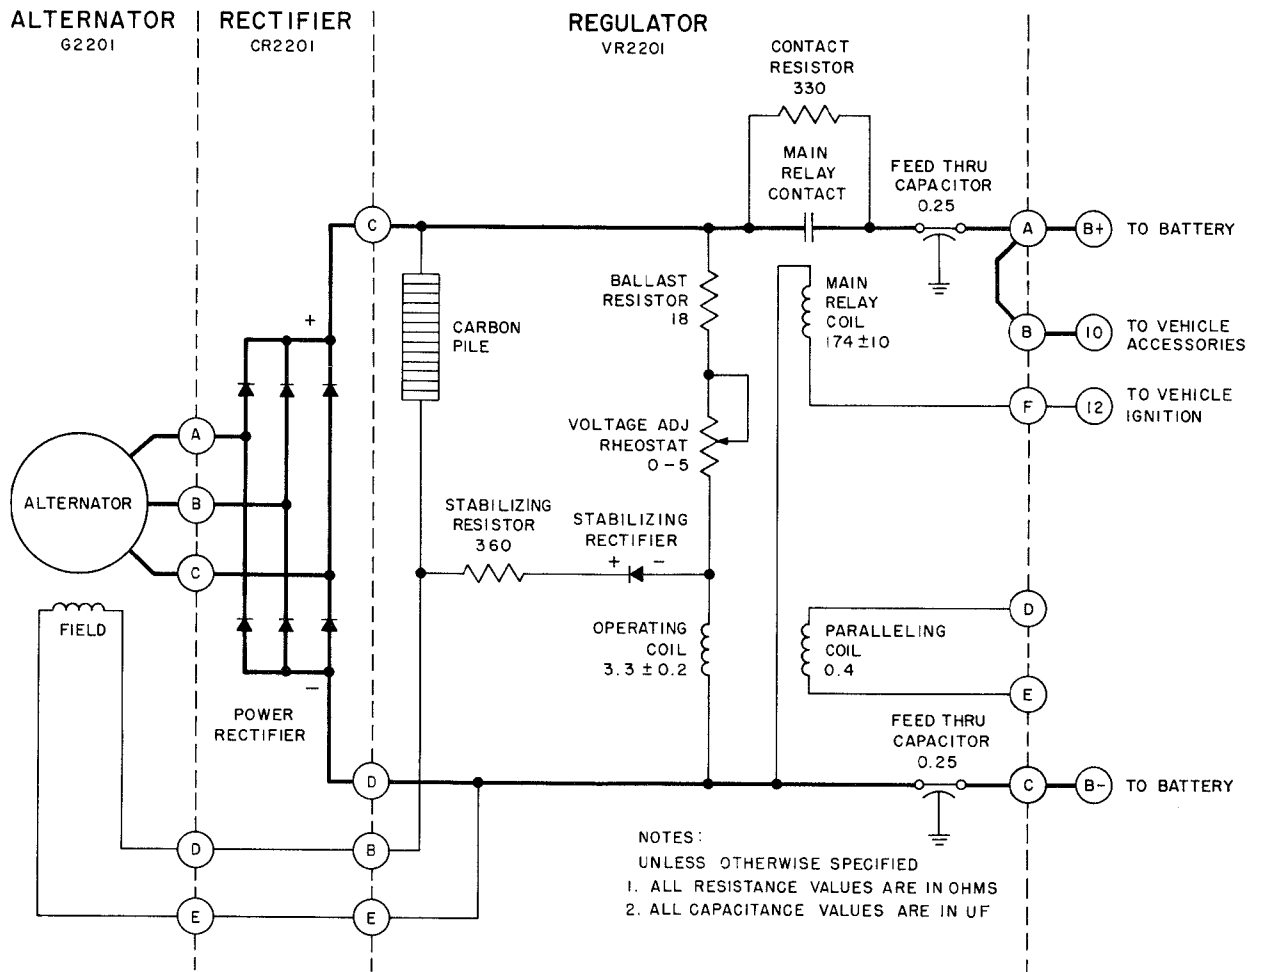 ALTERNATOR
G2201
RECTIFIER
CR2201
REGULATOR
VR2201
CONTACT
RESISTOR
330
MAIN
RELAY
CONTACT
FEED THRU
CAPACITOR
0.25
C
A
B+
TO BATTERY
BALLAST
RESISTOR
18
MAIN
RELAY
COIL
174±10
CARBON
PILE
+
B
10
TO VEHICLE
ACCESSORIES
F
12
TO VEHICLE
IGNITION
VOLTAGE ADJ
RHEOSTAT
0-5
A
ALTERNATOR
B
C
STABILIZING
RESISTOR
360
STABILIZING
RECTIFIER
+ -
FIELD
OPERATING
COIL
3.3 ±0.2
PARALLELING
COIL
0.4
D
E
-
POWER
RECTIFIER
FEED THRU
CAPACITOR
0.25
D
C
B-
TO BATTERY
D
B
E
E
NOTES:
UNLESS OTHERWISE SPECIFIED
1. ALL RESISTANCE VALUES ARE IN OHMS
2. ALL CAPACITANCE VALUES ARE IN UF